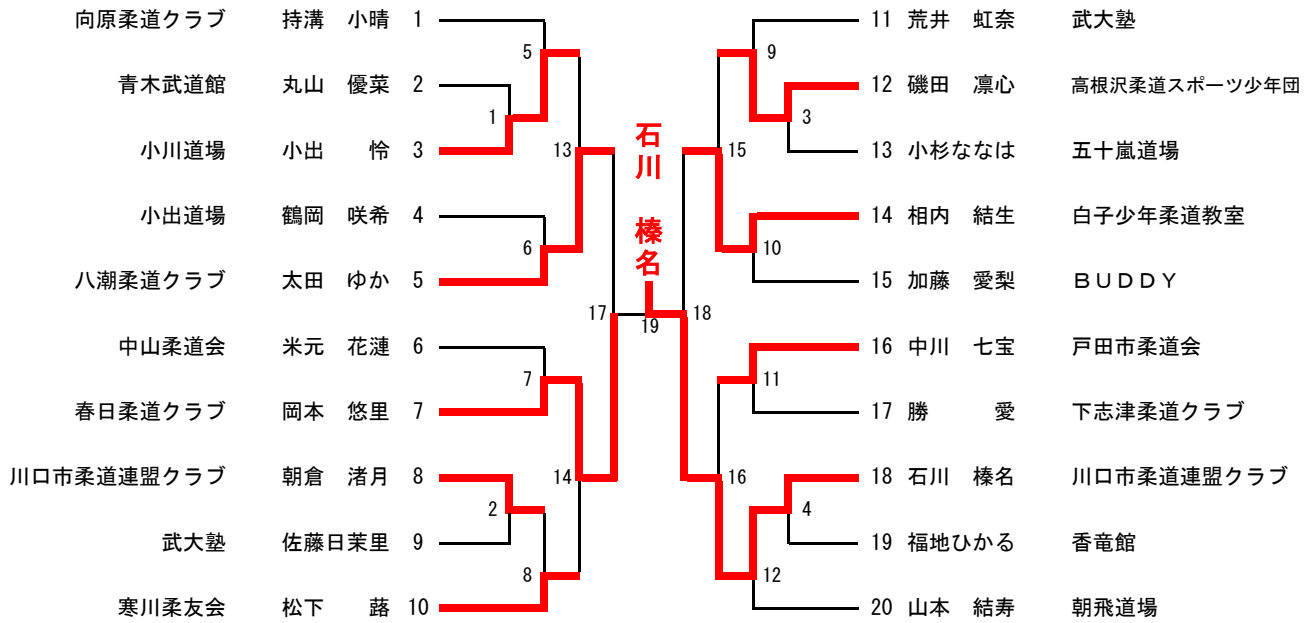 向原柔道クラブ 持溝 小晴 1
青木武道館 丸山 優菜 2
小川道場 小出 怜 3
小出道場 鶴岡 咲希 4
八潮柔道クラブ 太田 ゆか 5
中山柔道会 米元 花漣 6
春日柔道クラブ 岡本 悠里 7
川口市柔道連盟クラブ 朝倉 渚月 8
武大塾 佐藤日茉里 9
寒川柔友会 松下 蕗 10
5
1
13
6
17
7
14
2
8
石川 榛名
19
9
3
15
10
18
11
16
4
12
11 荒井 虹奈 武大塾
12 磯田 凛心 高根沢柔道スポーツ少年団
13 小杉ななは 五十嵐道場
14 相内 結生 白子少年柔道教室
15 加藤 愛梨 ＢＵＤＤＹ
16 中川 七宝 戸田市柔道会
17 勝 愛 下志津柔道クラブ
18 石川 榛名 川口市柔道連盟クラブ
19 福地ひかる 香竜館
20 山本 結寿 朝飛道場